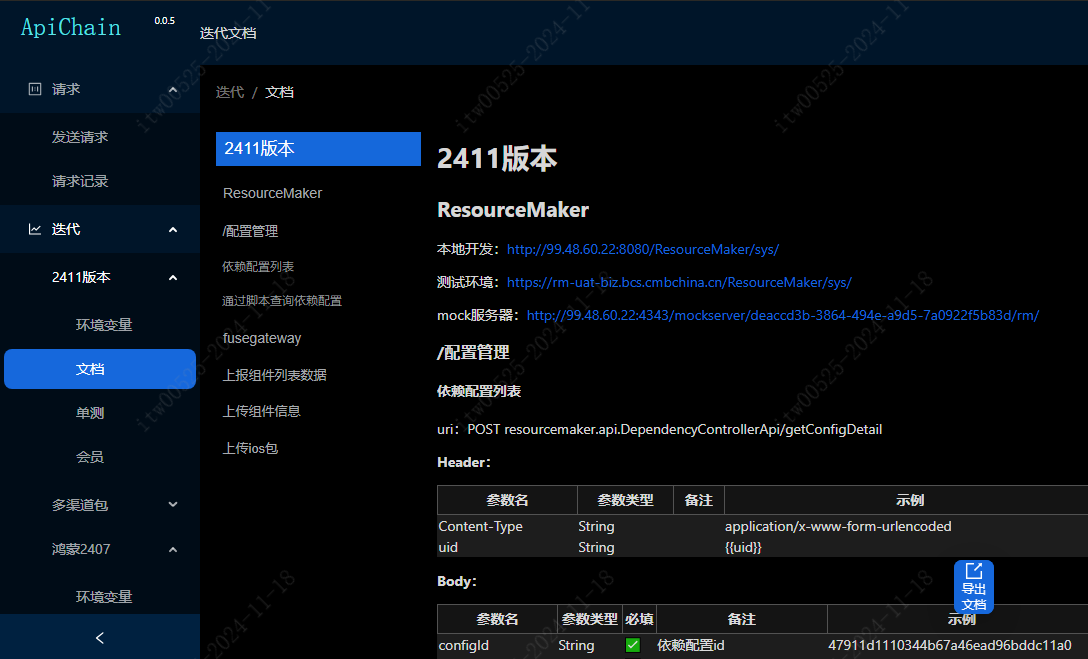 ApiChain 0.0.5
迭代文档
请求
发送请求
请求记录
迭代
2411版本
环境变量
文档
单测
会员
多渠道包
鸿蒙2407
环境变量
迭代 / 文档
2411版本
ResourceMaker
/配置管理
依赖配置列表
通过脚本查询依赖配置
fusegateway
上报组件列表数据
上传组件信息
上传ios包
2411版本
ResourceMaker
本地开发：http://99.48.60.22:8080/ResourceMaker/sys/
测试环境：https://rm-uat-biz.bcs.cmbchina.cn/ResourceMaker/sys/
mock服务器：http://99.48.60.22:4343/mockserver/deaccd3b-3864-494e-a9d5-7a0922f5b83d/rm/
/配置管理
依赖配置列表
uri：POST resourcemaker.api.DependencyControllerApi/getConfigDetail
Header：
参数名 参数类型 备注 示例
Content-Type String application/x-www-form-urlencoded
uid String {{uid}}
Body：
参数名 参数类型 必填 备注 示例
configId String 依赖配置id 47911d1110344b67a46ead96bddc11a0
导出
文档
itw00525-2024-11-18